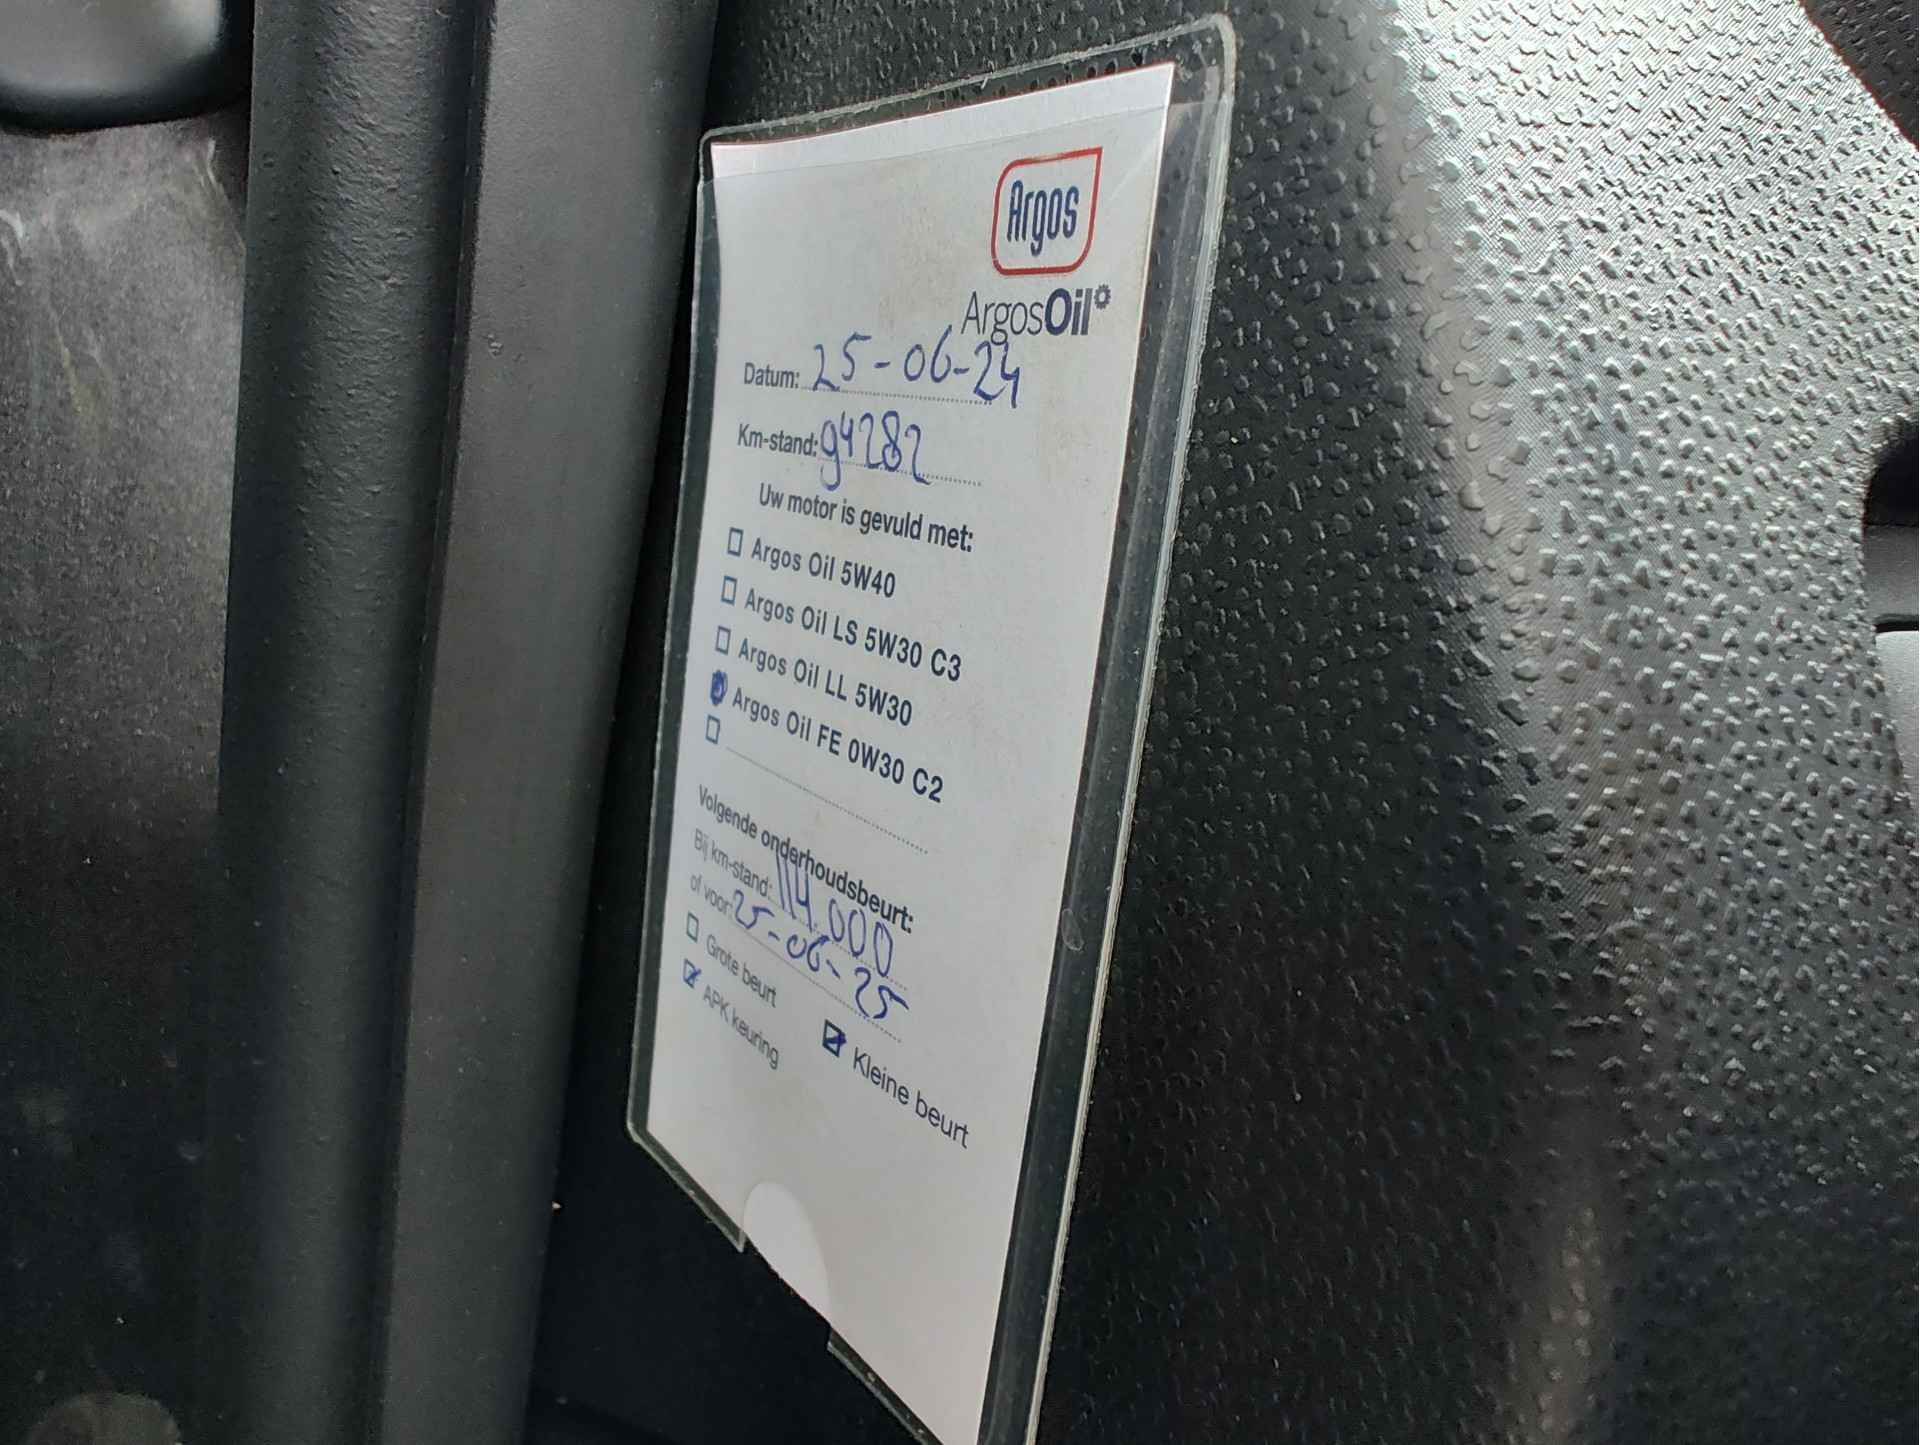 Argos
ArgosOil
Datum: 25-06-24
Km-stand: 94282
Uw motor is gevuld met:
Argos Oil 5W40
Argos Oil LS 5W30 C3
Argos Oil LL 5W30
Argos Oil FE 0W30 C2
Volgende onderhoudsbeurt:
Bij km-stand: 114.000
of voor: 25-06-25
Grote beurt
APK keuring
Kleine beurt